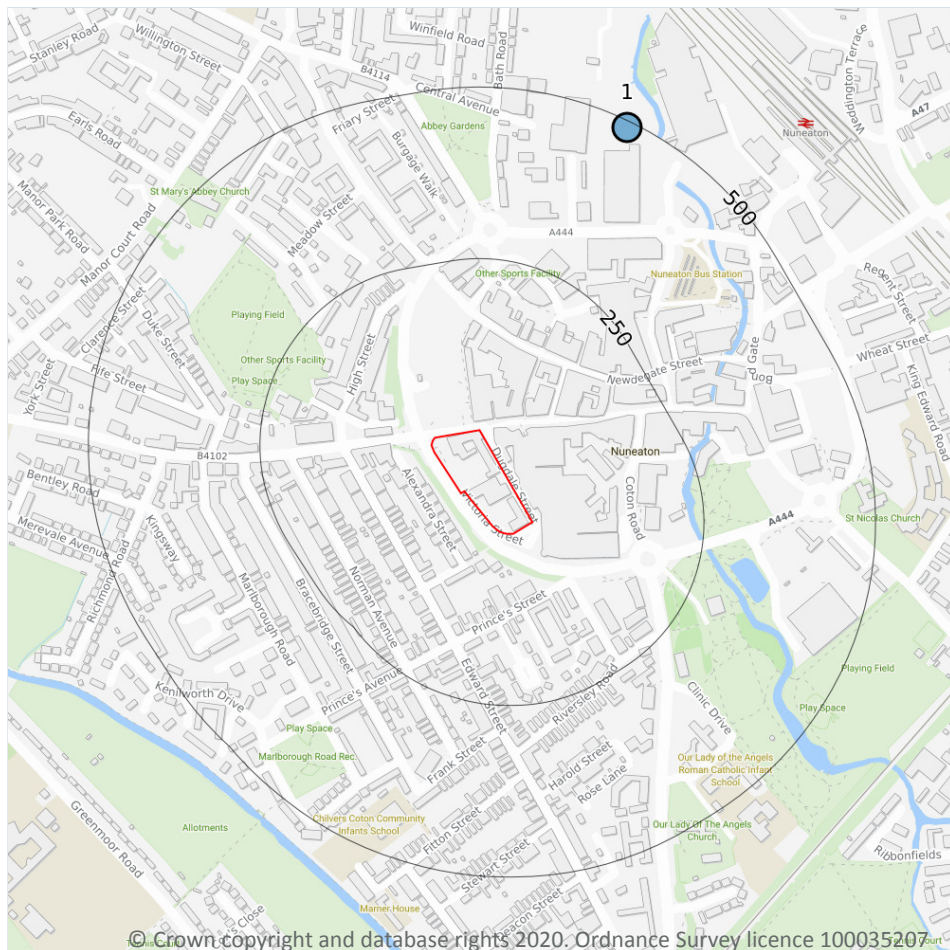 Stanley Road
Willington Street
Winfield Road
Bath Road
B4114
Central Avenue
1
Weddington Terrace
A47
Nuneaton
Earls Road
Friary Street
Abbey Gardens
Burgage Walk
St Mary's Abbey Church
Manor Park Road
Manor Court Road
Meadow Street
500
A444
Other Sports Facility
Nuneaton Bus Station
Regent Street
Clarence Street
Duke Street
Playing Field
250
High Street
Other Sports Facility
Play Space
Fife Street
York Street
Newdegate Street
Bond Gate
Wheat Street
King Edward Road
B4102
Nuneaton
Dugdale Street
Bentley Road
Alexandra Street
Victoria Street
Coton Road
A444
St Nicolas Church
Merevale Avenue
Kingsway
Richmond Road
Marlborough Road
Bracebridge Street
Norman Avenue
Prince's Street
Edward Street
Prince's Avenue
Riversley Road
Clinic Drive
Playing Field
Play Space
Kenilworth Drive
Play Space
Marlborough Road Rec.
Frank Street
Harold Street
Rose Lane
Our Lady of the Angels
Roman Catholic Infant
School
Greenmoor Road
Allotments
Chilvers Coton Community
Infants School
Fitton Street
Stewart Street
Our Lady Of The Angels
Church
Ribbonfields
Marner House
© Crown copyright and database rights 2020. Ordnance Survey licence 100035207.